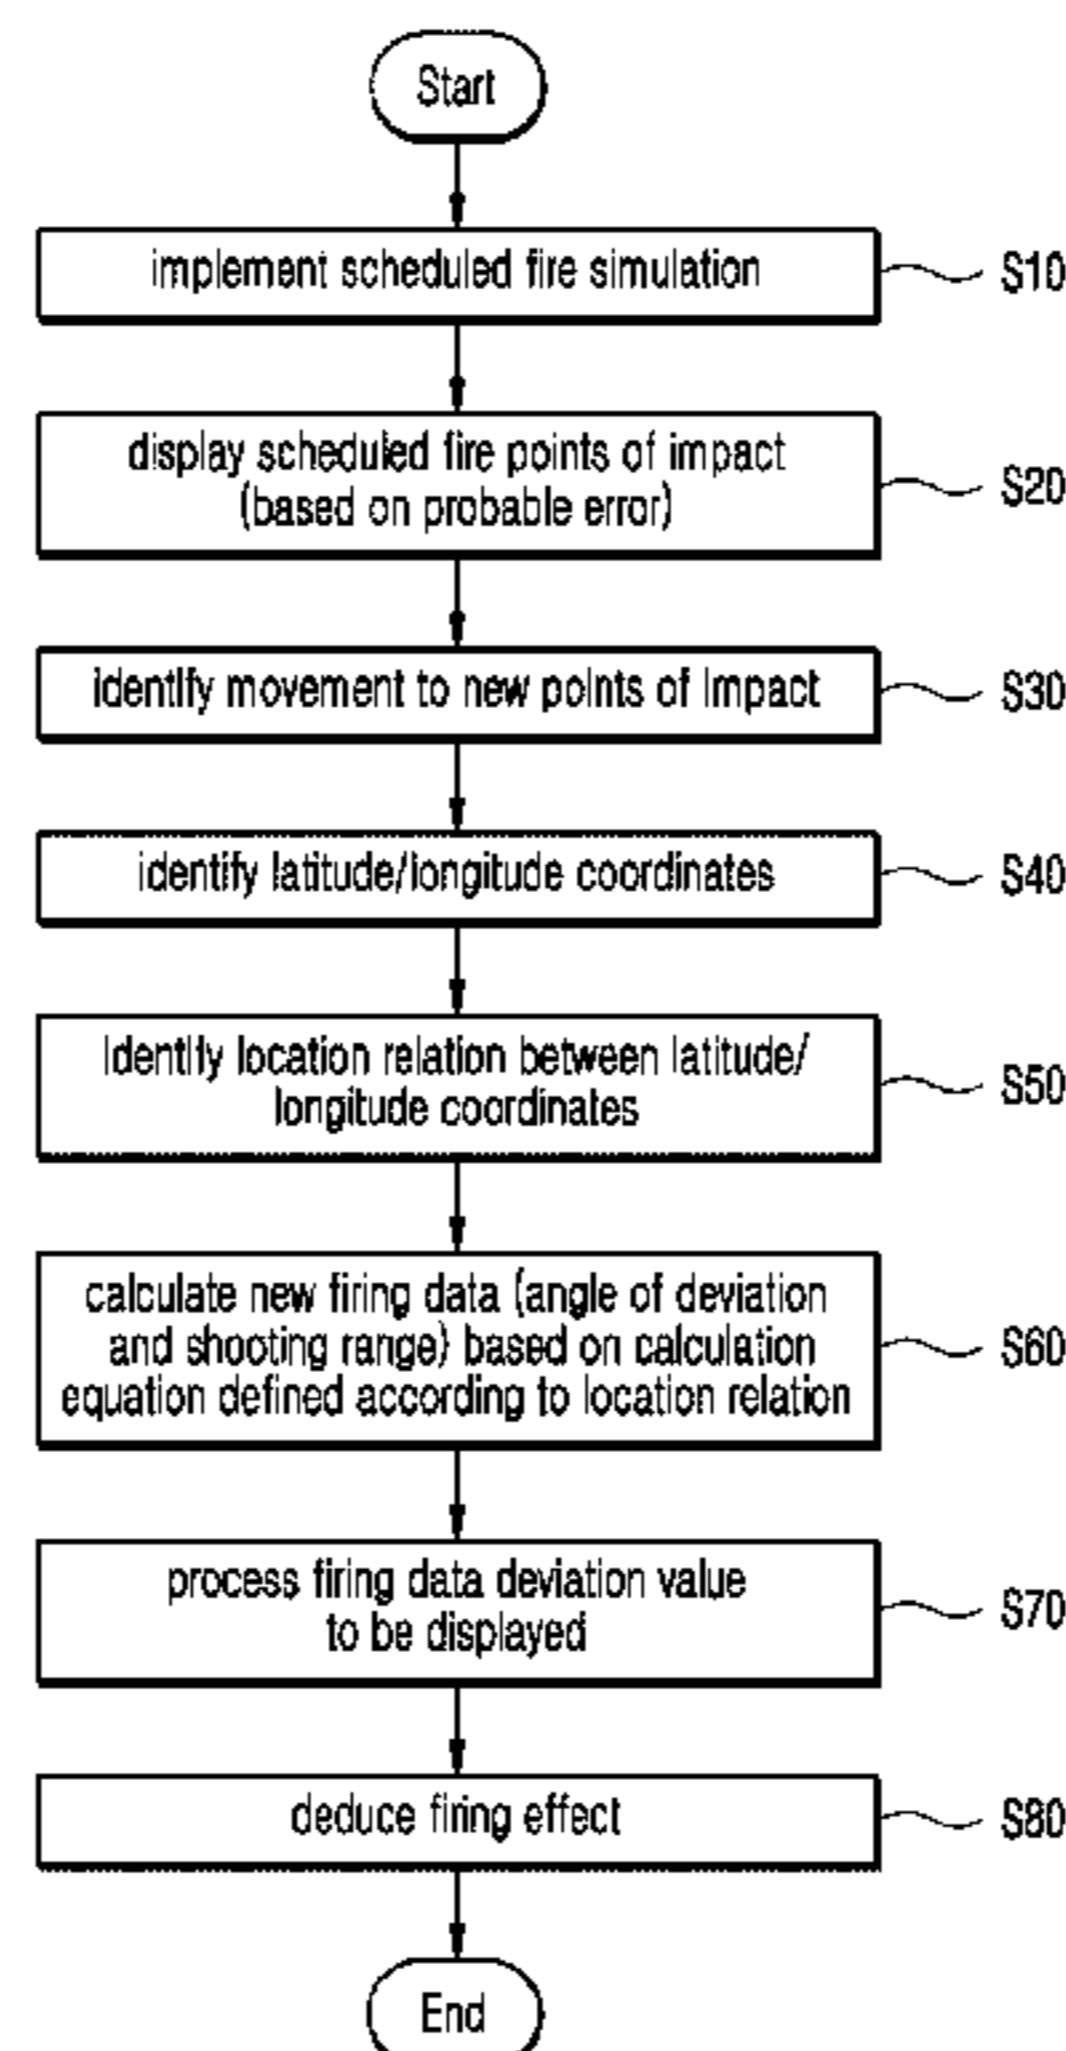 Start
implement scheduled fire simulation
S10
display scheduled fire points of impact
(based on probable error)
S20
identify movement to new points of impact
S30
identify latitude/longitude coordinates
S40
identify location relation between latitude/
longitude coordinates
S50
calculate new firing data (angle of deviation
and shooting range) based on calculation
equation defined according to location relation
S60
process firing data deviation value
to be displayed
S70
deduce firing effect
S80
End